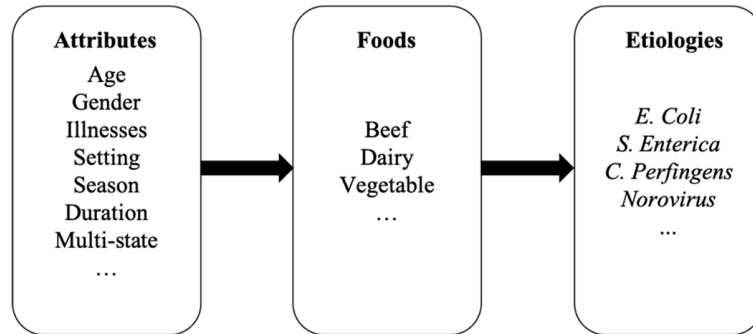 Attributes
Age
Gender
Illnesses
Setting
Season
Duration
Multi-state
…
Foods
Beef
Dairy
Vegetable
…
Etiologies
E. Coli
S. Enterica
C. Perfingens
Norovirus
...